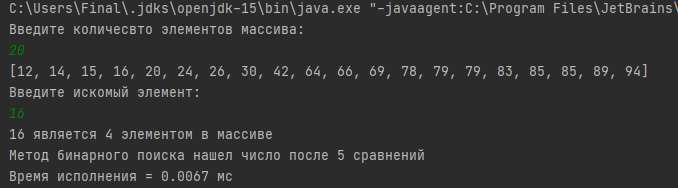 C:\Users\Final\.jdks\openjdk-15\bin\java.exe "-javaagent:C:\Program Files\JetBrains\
Введите количесвто элементов массива:
20
[12, 14, 15, 16, 20, 24, 26, 30, 42, 64, 66, 69, 78, 79, 79, 83, 85, 85, 89, 94]
Введите искомый элемент:
16
16 является 4 элементом в массиве
Метод бинарного поиска нашел число после 5 сравнений
Время исполнения = 0.0067 мс